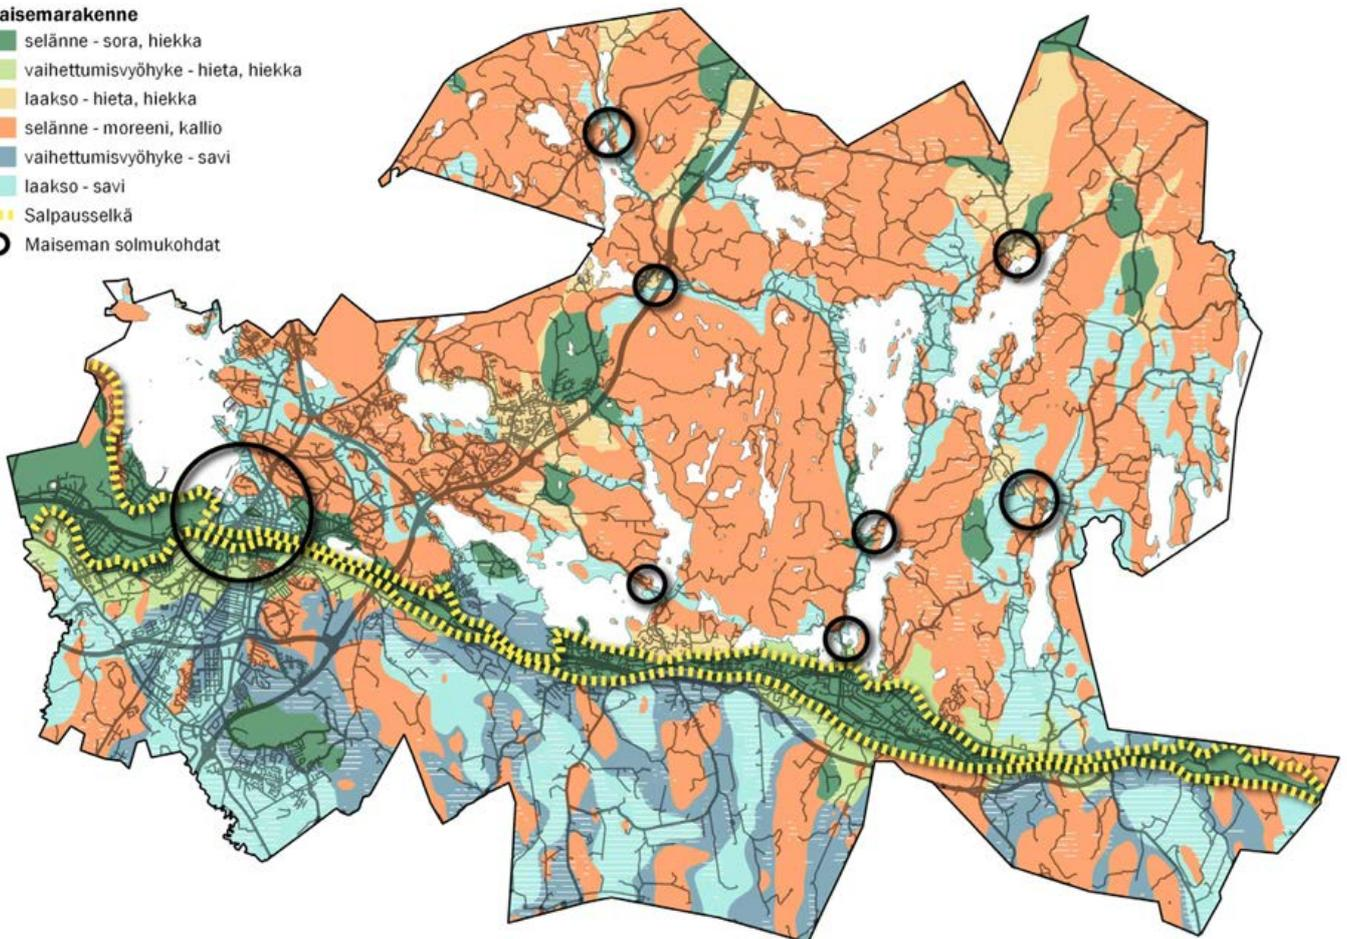 aisemarakenne
selänne - sora, hiekka
vaihettumisvyöhyke - hieta, hiekka
laakso - hieta, hiekka
selänne - moreeni, kallio
vaihettumisvyöhyke - savi
laakso - savi
Salpausselkä
Maiseman solmukohdat